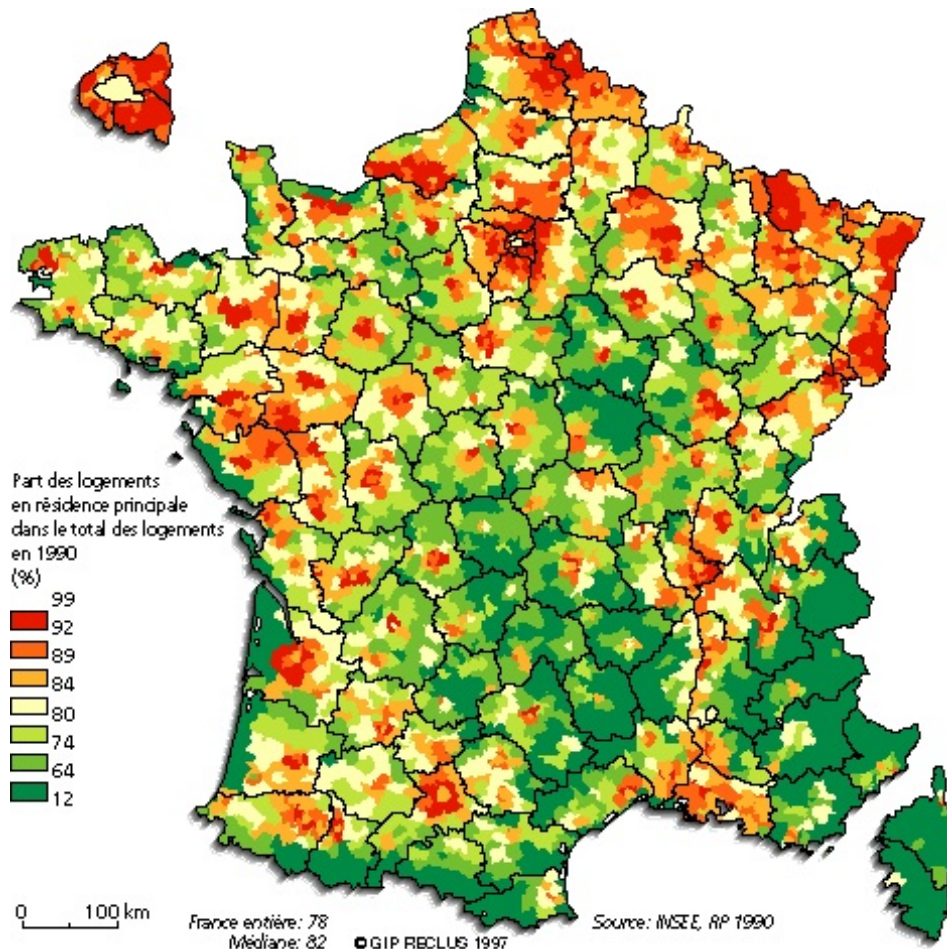 Part des logements
en résidence principale
dans le total des logements
en 1990
(%)
99
92
89
84
80
74
64
12
0 100 km
France entière: 78
Médiane: 82
© GIP RECLUS 1997
Source: INSEE, RP 1990